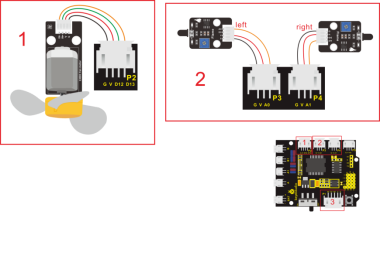 1
P2
G V D12 D13
left
right
2
P3
G V A0
P4
G V A1
1 2
3